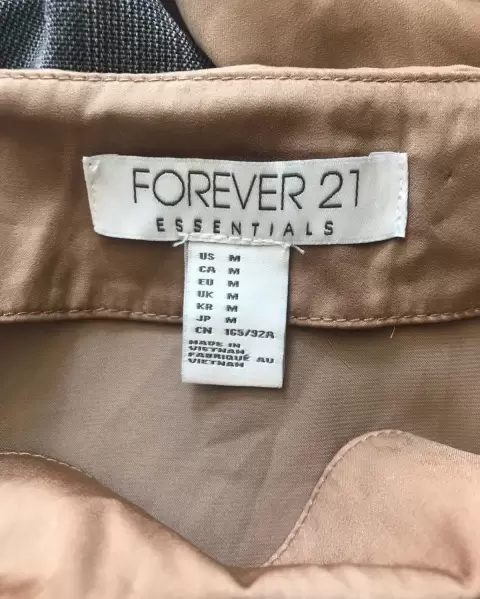 FOREVER 21
ESSENTIALS
US M
CA M
EU M
UK M
KR M
JP M
CN 165/92A
MADE IN
VIETNAM
FABRIQUÉ AU
VIETNAM